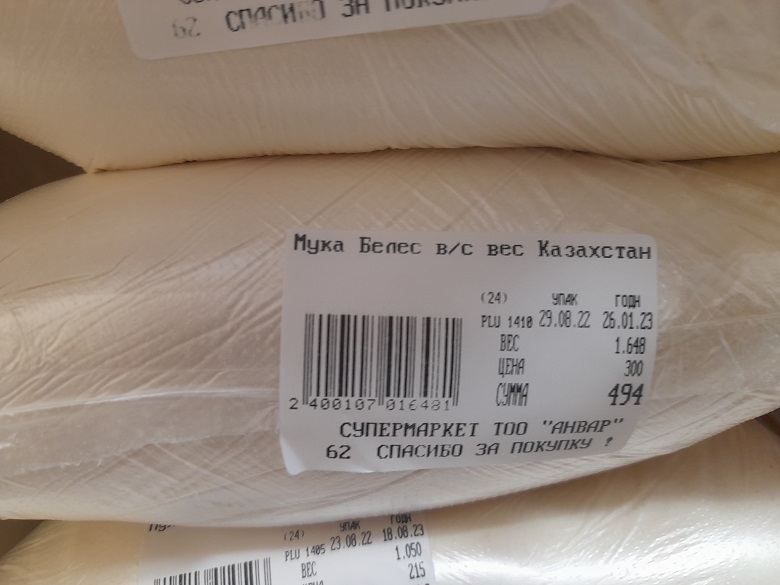 62 СПАСИБО ЗА
Мука Белес в/с вес Казахстан
(24) УПАК ГОДН
PLU 1410 29.08.22 26.01.23
ВЕС 1.648
ЦЕНА 300
СУММА 494
2 400107 016481
СУПЕРМАРКЕТ ТОО "АНВАР"
62 СПАСИБО ЗА ПОКУПКУ !
(24) УПАК ГОДН
PLU 1405 23.08.22 18.08.23
ВЕС 1.050
215